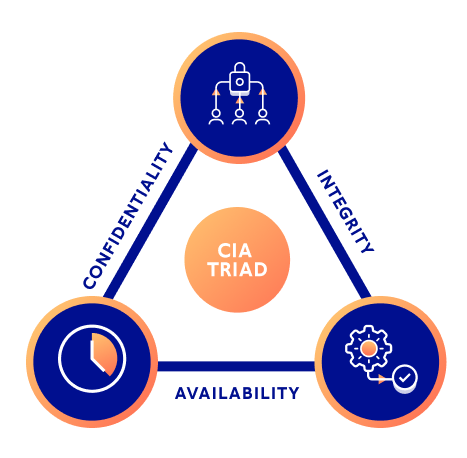 CONFIDENTIALITY
INTEGRITY
CIA
TRIAD
AVAILABILITY